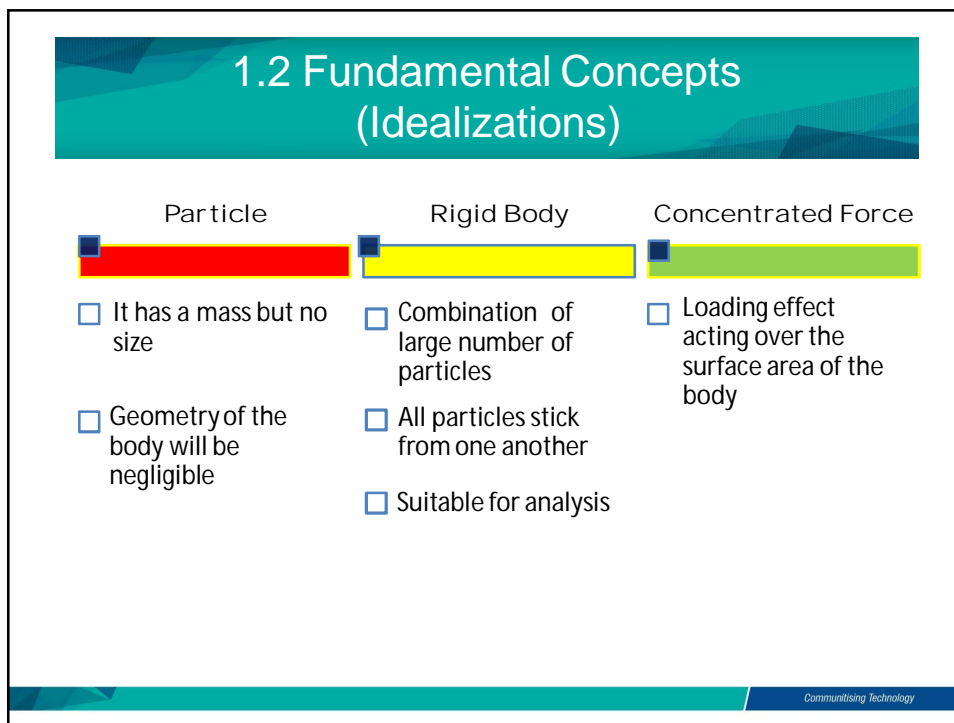 1.2 Fundamental Concepts
(Idealizations)
Particle
It has a mass but no
size
Geometry of the
body will be
negligible
Rigid Body
Combination of
large number of
particles
All particles stick
from one another
Suitable for analysis
Concentrated Force
Loading effect
acting over the
surface area of the
body
Communitising Technology